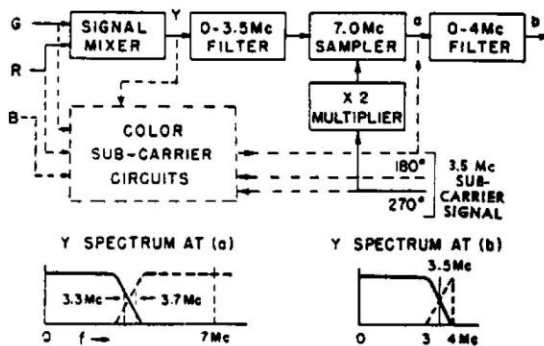 G
R
B
SIGNAL
MIXER
Y
0-3.5Mc
FILTER
7.0Mc
SAMPLER
a
0-4Mc
FILTER
b
X 2
MULTIPLIER
COLOR
SUB-CARRIER
CIRCUITS
180°
270°
3.5 Mc
SUB-
CARRIER
SIGNAL
Y SPECTRUM AT (a)
3.3Mc
3.7Mc
0
f
7Mc
Y SPECTRUM AT (b)
3.5Mc
0
3
4Mc